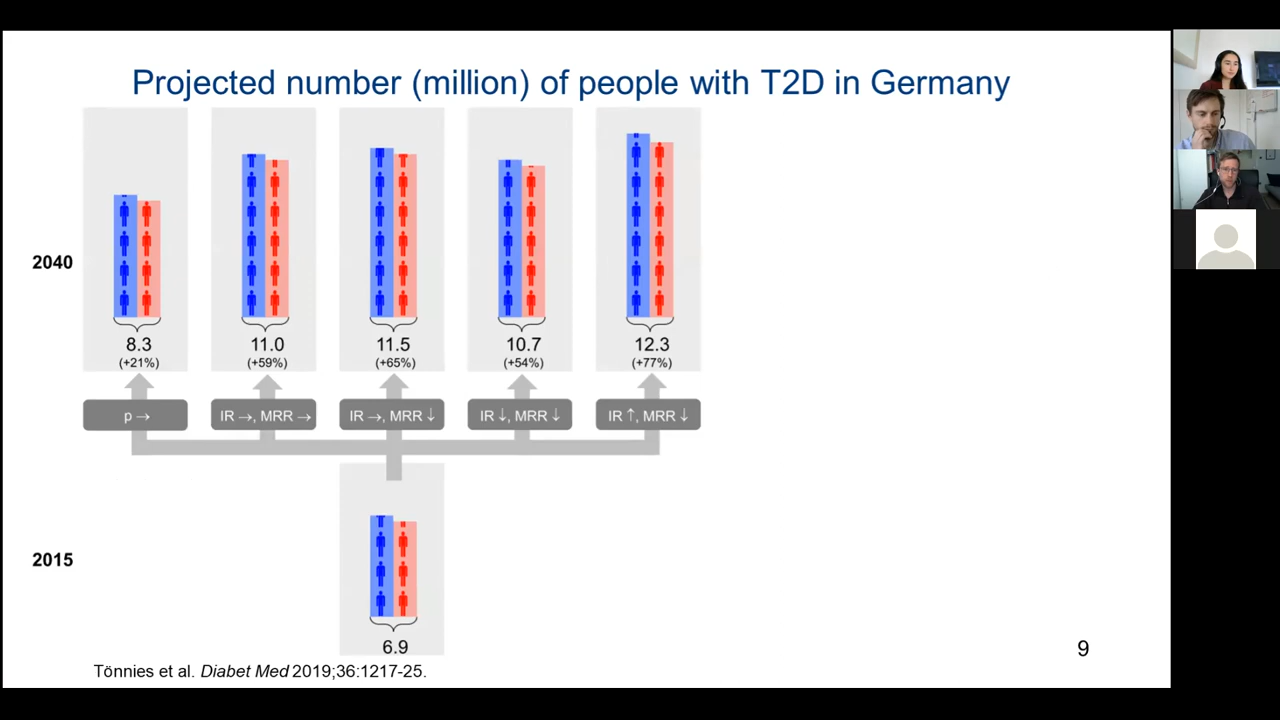 Projected number (million) of people with T2D in Germany
2040
8.3
(+21%)
11.0
(+59%)
11.5
(+65%)
10.7
(+54%)
12.3
(+77%)
p →
IR →, MRR →
IR →, MRR ↓
IR ↓, MRR ↓
IR ↑, MRR ↓
2015
6.9
9
Tönnies et al. Diabet Med 2019;36:1217-25.